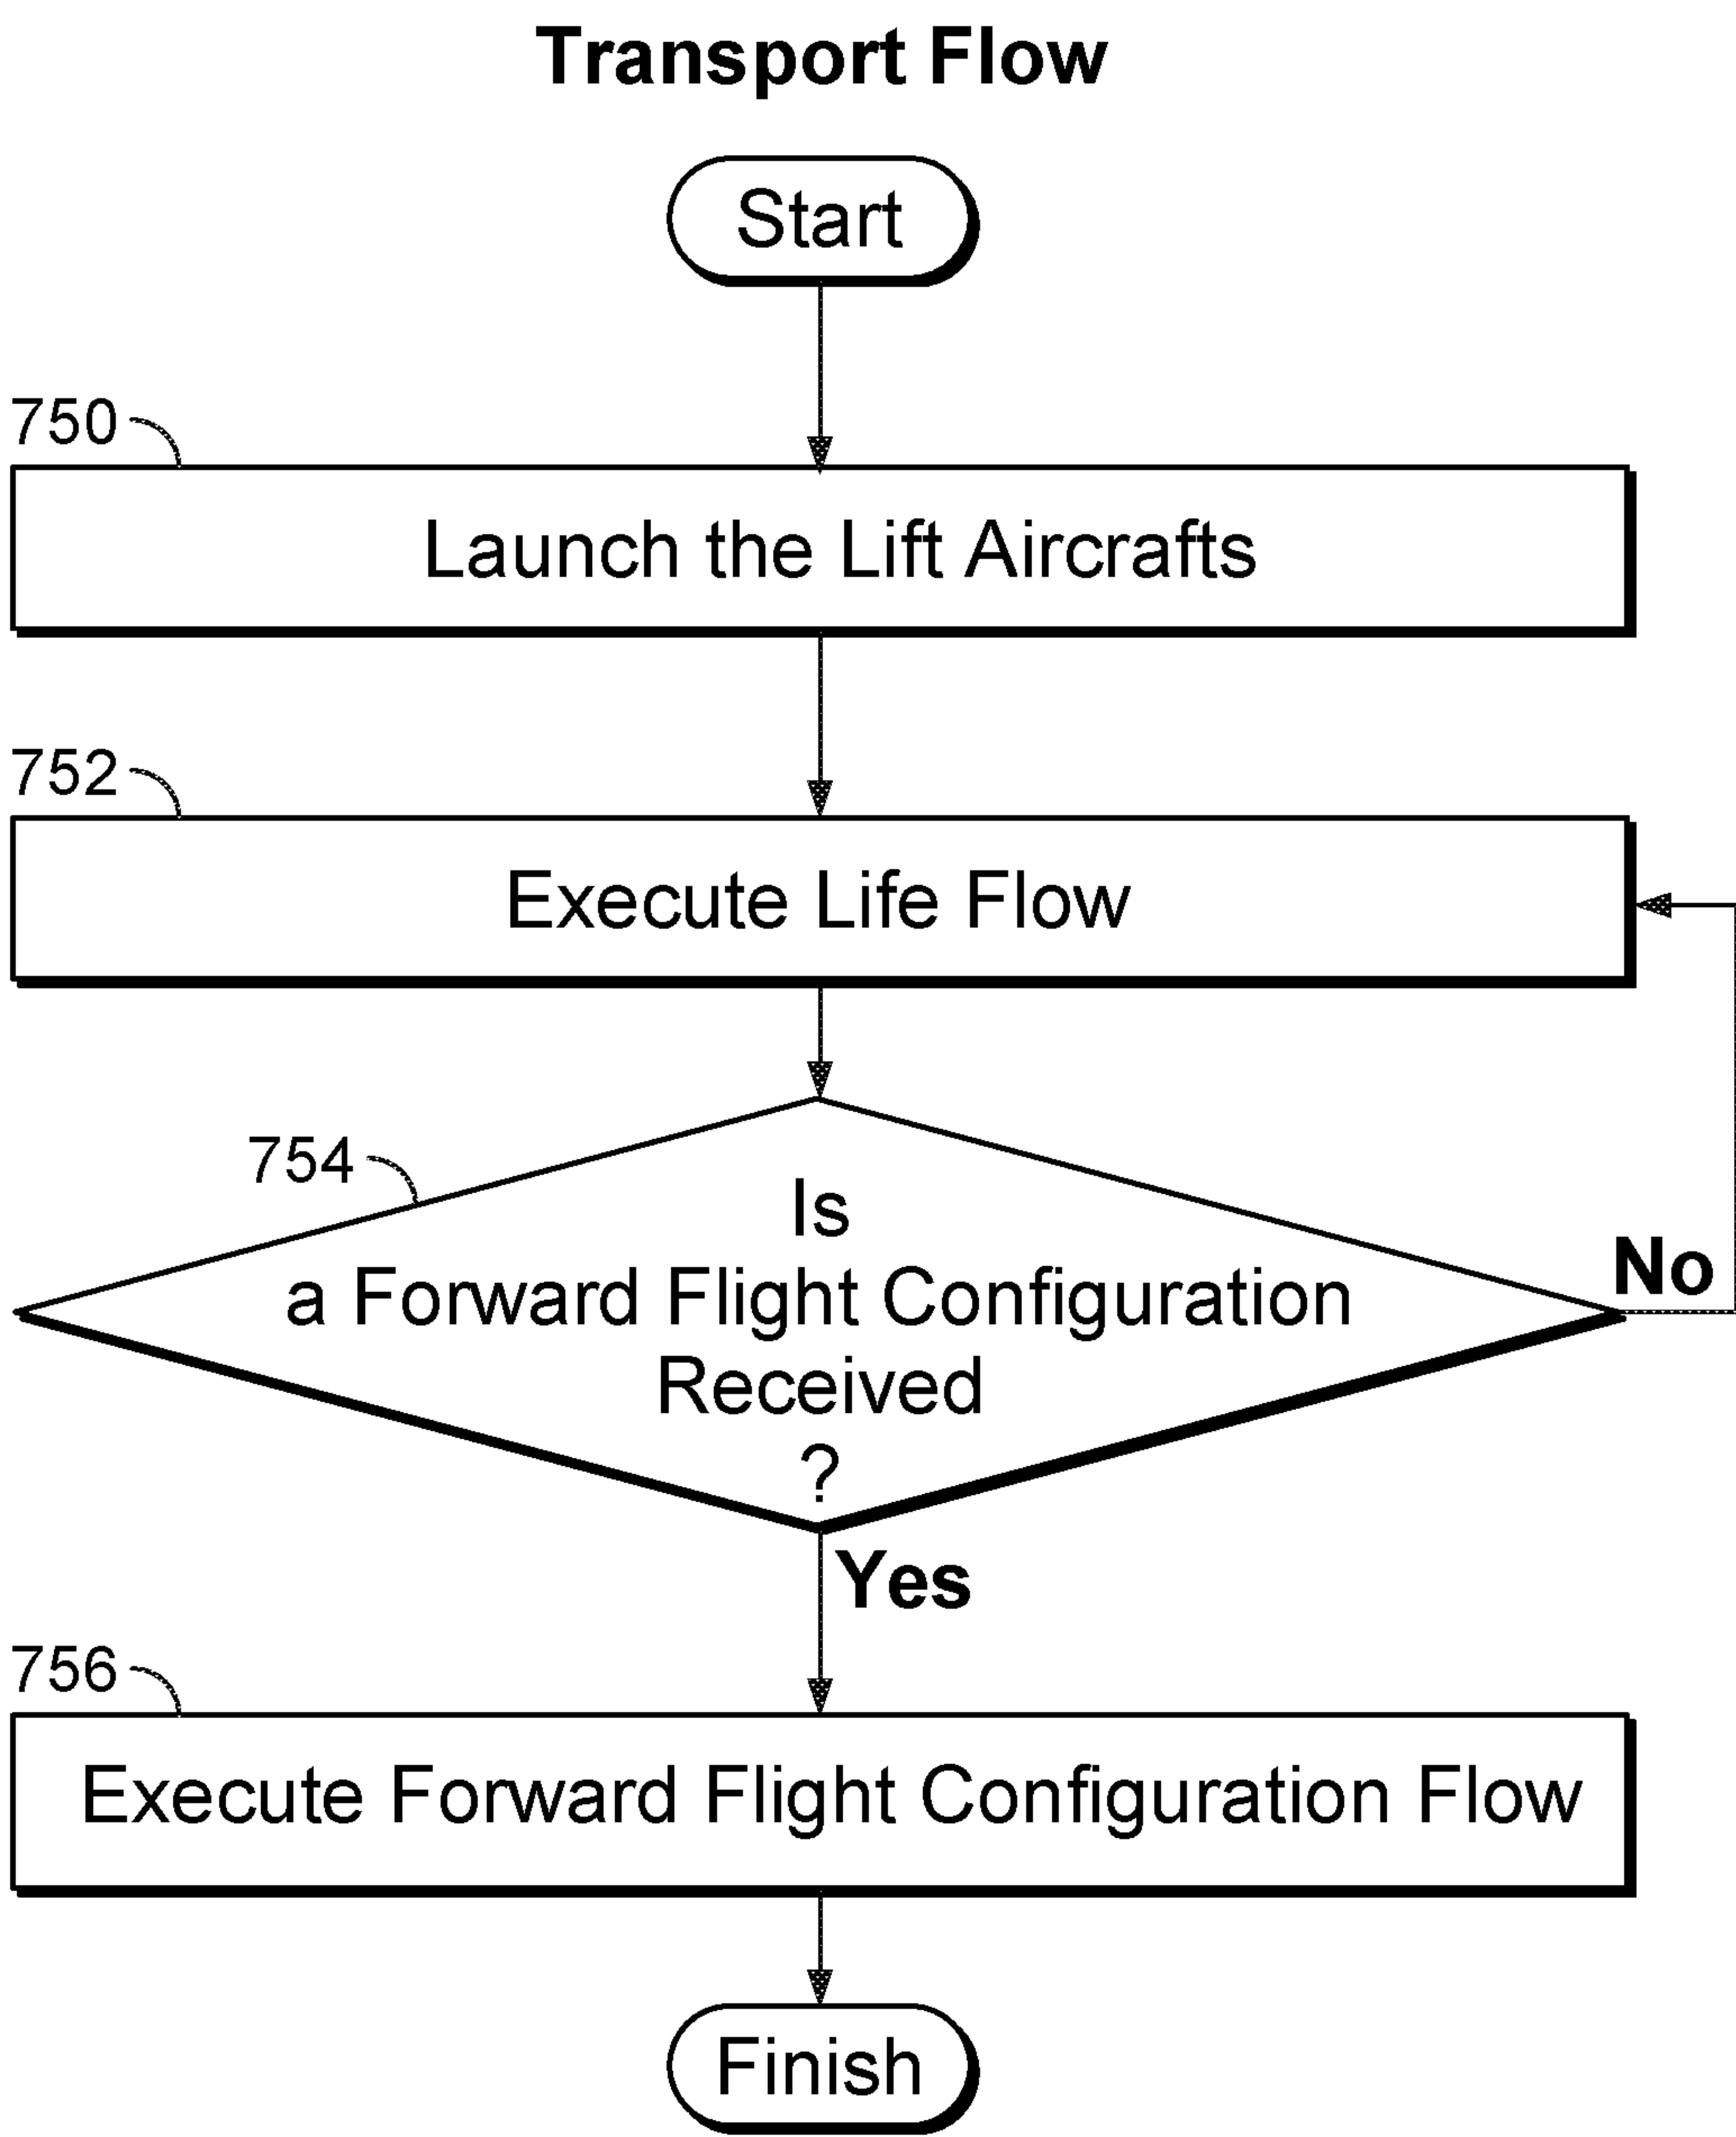 Transport Flow
Start
750
Launch the Lift Aircrafts
752
Execute Life Flow
754
Is
a Forward Flight Configuration
Received
?
No
Yes
756
Execute Forward Flight Configuration Flow
Finish